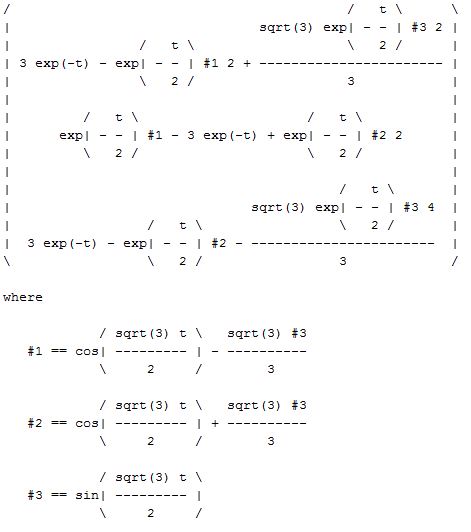 /                                             /   t \      \
|                                  sqrt(3) exp| - - | #3 2 |
|                  /   t \                    \   2 /      |
| 3 exp(-t) - exp| - - | #1 2 + ------------------------ |
|                  \   2 /                 3               |
|                                                          |
|          /   t \                        /   t \          |
|       exp| - - | #1 - 3 exp(-t) + exp| - - | #2 2        |
|          \   2 /                        \   2 /          |
|                                                          |
|                                            /   t \       |
|                                 sqrt(3) exp| - - | #3 4  |
|                   /   t \                  \   2 /       |
|  3 exp(-t) - exp| - - | #2 - ------------------------  |
\                   \   2 /               3                /
where
/ sqrt(3) t \   sqrt(3) #3
#1 == cos| --------- | - ----------
\     2     /       3
/ sqrt(3) t \   sqrt(3) #3
#2 == cos| --------- | + ----------
\     2     /       3
/ sqrt(3) t \
#3 == sin| --------- |
\     2     /